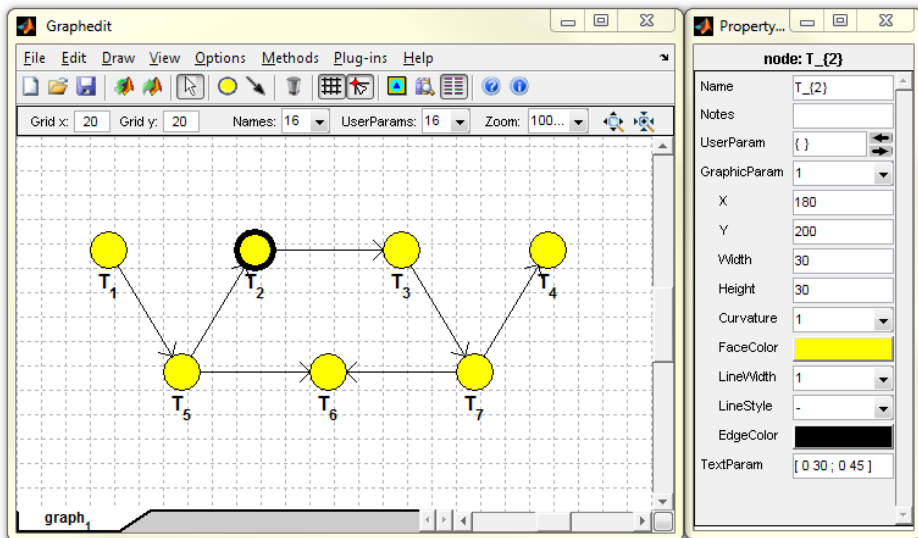 Graphedit
File Edit Draw View Options Methods Plug-ins Help
Grid x: 20 Grid y: 20 Names: 16 UserParams: 16 Zoom: 100...
T1
T2
T3
T4
T5
T6
T7
graph1
Property...
node: T_{2}
Name T_{2}
Notes
UserParam { }
GraphicParam 1
X 180
Y 200
Width 30
Height 30
Curvature 1
FaceColor
LineWidth 1
LineStyle -
EdgeColor
TextParam [ 0 30 ; 0 45 ]